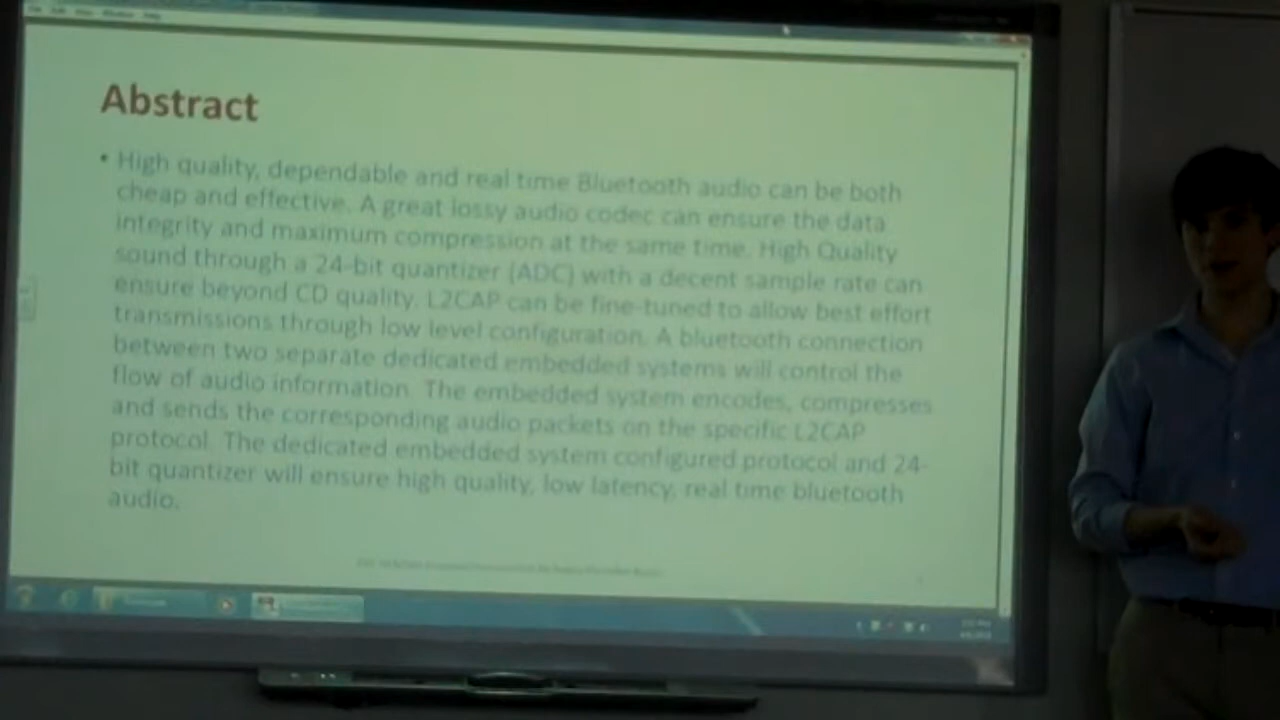 Abstract
• High quality, dependable and real time Bluetooth audio can be both
cheap and effective. A great lossy audio codec can ensure the data
integrity and maximum compression at the same time. High Quality
sound through a 24-bit quantizer (ADC) with a decent sample rate can
ensure beyond CD quality. L2CAP can be fine-tuned to allow best effort
transmissions through low level configuration. A bluetooth connection
between two separate dedicated embedded systems will control the
flow of audio information. The embedded system encodes, compresses
and sends the corresponding audio packets on the specific L2CAP
protocol. The dedicated embedded system configured protocol and 24-
bit quantizer will ensure high quality, low latency, real time bluetooth
audio.